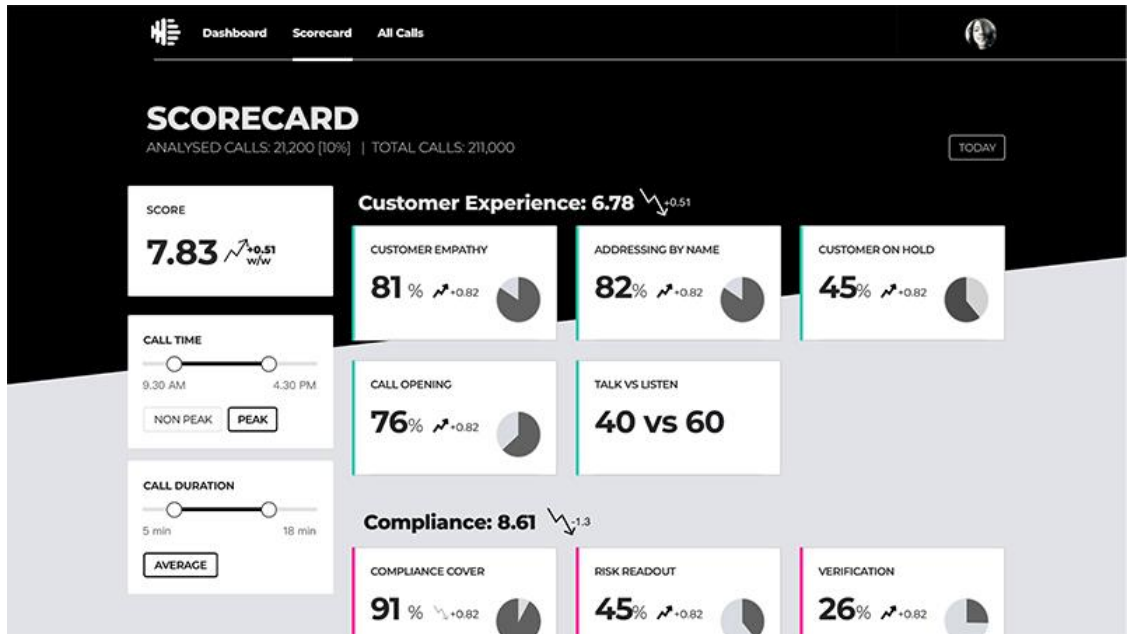 Dashboard Scorecard All Calls
SCORECARD
ANALYSED CALLS: 21,200 [10%] | TOTAL CALLS: 211,000
TODAY
SCORE
7.83 +0.51
w/w
CALL TIME
9.30 AM 4.30 PM
NON PEAK PEAK
CALL DURATION
5 min 18 min
AVERAGE
Customer Experience: 6.78 +0.51
CUSTOMER EMPATHY
81 % +0.82
ADDRESSING BY NAME
82% +0.82
CUSTOMER ON HOLD
45% +0.82
CALL OPENING
76% +0.82
TALK VS LISTEN
40 vs 60
Compliance: 8.61 -1.3
COMPLIANCE COVER
91 % +0.82
RISK READOUT
45% +0.82
VERIFICATION
26% +0.82